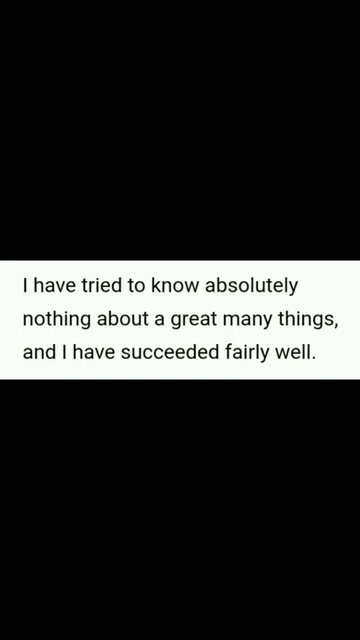 I have tried to know absolutely
nothing about a great many things,
and I have succeeded fairly well.